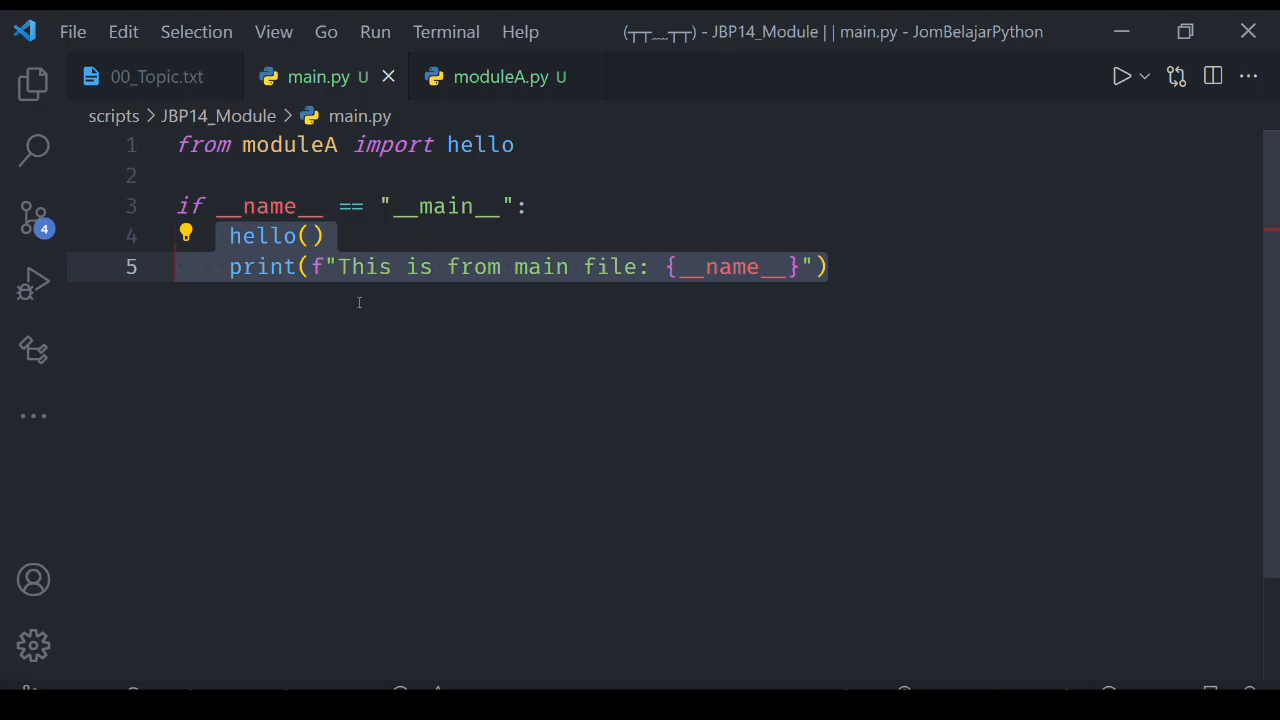 File Edit Selection View Go Run Terminal Help (┬┬﹏┬┬) - JBP14_Module | | main.py - JomBelajarPython
00_Topic.txt main.py U moduleA.py U
scripts > JBP14_Module > main.py
1 from moduleA import hello
2
3 if __name__ == "__main__":
4 hello()
5 print(f"This is from main file: {__name__}")
4